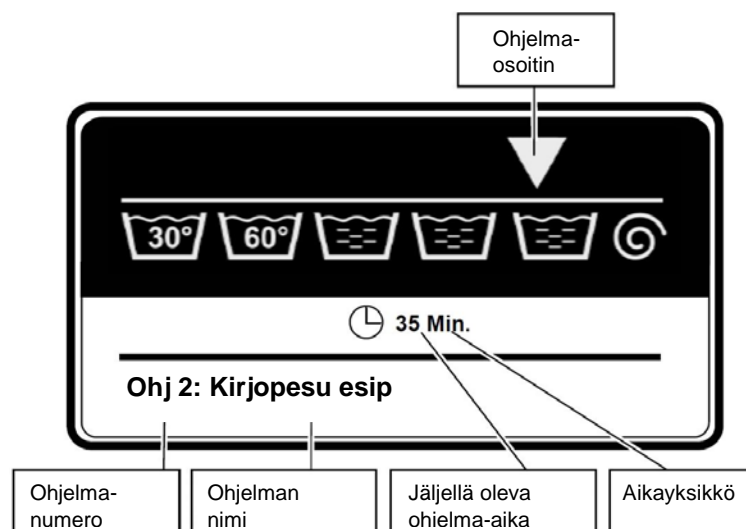 Ohjelma-
osoitin
30° 60°
35 Min.
Ohj 2: Kirjopesu esip
Ohjelma-
numero
Ohjelman
nimi
Jäljellä oleva
ohjelma-aika
Aikayksikkö